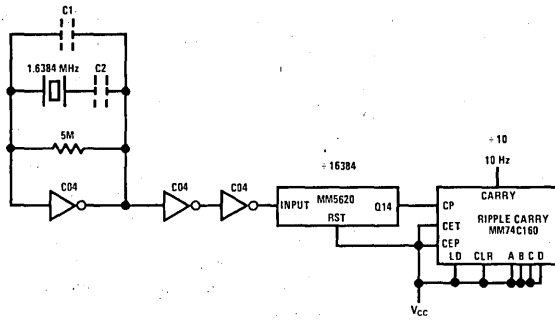 C1
1.6384 MHz
C2
5M
C04
C04
C04
÷16384
MM5620
INPUT
Q14
RST
÷10
10 Hz
CARRY
CP
RIPPLE CARRY
MM74C160
CET
CEP
LD
CLR
A
B
C
D
VCC